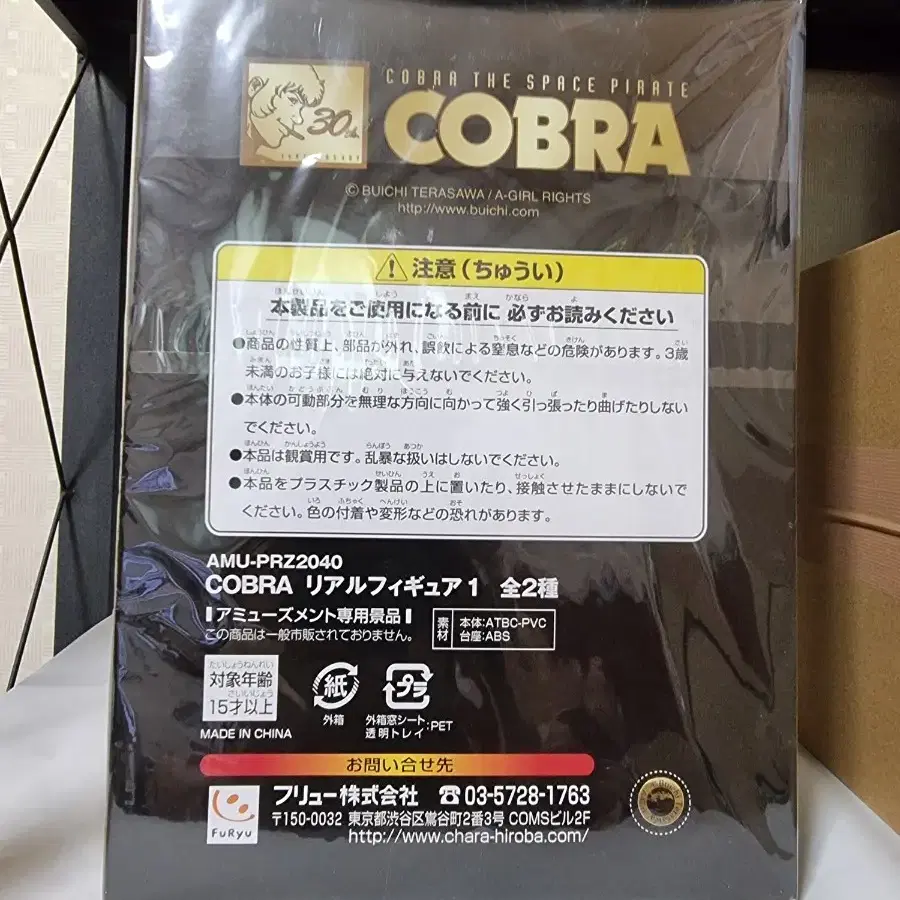 COBRA THE SPACE PIRATE
30th
COBRA
© BUICHI TERASAWA / A-GIRL RIGHTS
http://www.buichi.com
注意(ちゅうい)
本製品をご使用になる前に 必ずお読みください
●商品の性質上、部品が外れ、誤飲による窒息などの危険があります。3歳
未満のお子様には絶対に与えないでください。
●本体の可動部分を無理な方向に向かって強く引っ張ったり曲げたりしない
でください。
●本品は観賞用です。乱暴な扱いはしないでください。
●本品をプラスチック製品の上に置いたり、接触させたままにしないで
ください。色の付着や変形などの恐れがあります。
AMU-PRZ2040
COBRA リアルフィギュア1 全2種
アミューズメント専用景品
この商品は一般市販されておりません。
素材
本体:ATBC-PVC
台座:ABS
たいしょうねんれい
対象年齢
さいいじょう
15才以上
MADE IN CHINA
紙
外箱
プラ
外箱窓シート
透明トレイ:PET
お問い合せ先
FuRyu
フリュー株式会社 ☎03-5728-1763
〒150-0032 東京都渋谷区鶯谷町2番3号 COMSビル2F
http://www.chara-hiroba.com/